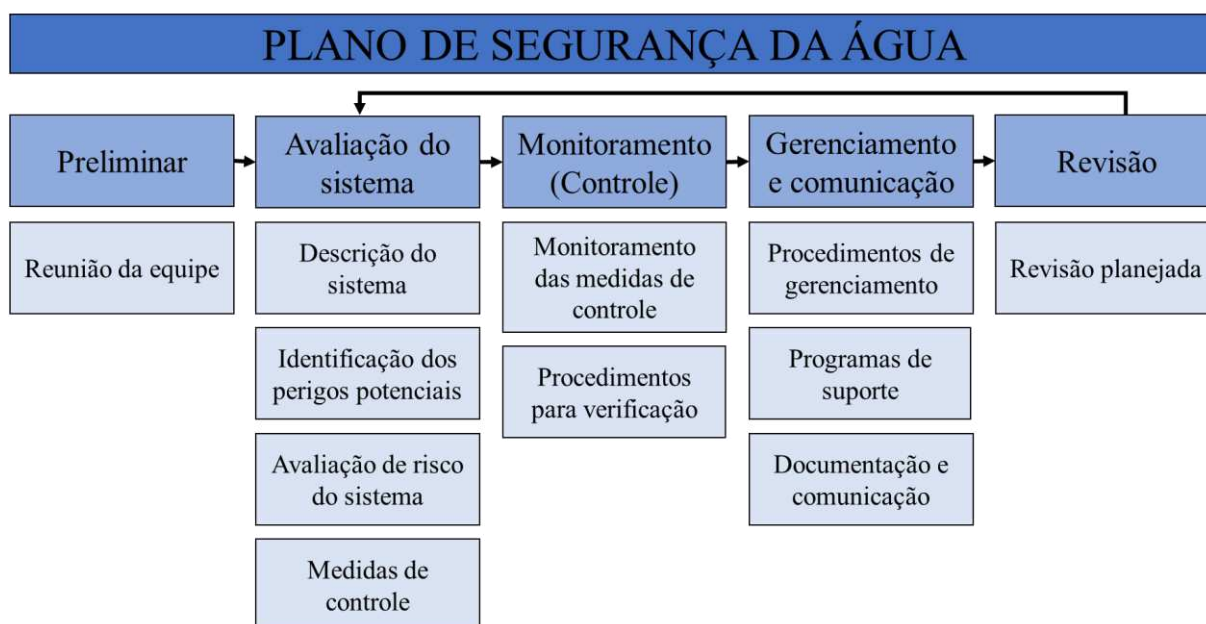 PLANO DE SEGURANÇA DA ÁGUA
Preliminar
Avaliação do
sistema
Monitoramento
(Controle)
Gerenciamento
e comunicação
Revisão
Reunião da equipe
Descrição do
sistema
Identificação dos
perigos potenciais
Avaliação de risco
do sistema
Medidas de
controle
Monitoramento
das medidas de
controle
Procedimentos
para verificação
Procedimentos de
gerenciamento
Programas de
suporte
Documentação e
comunicação
Revisão planejada